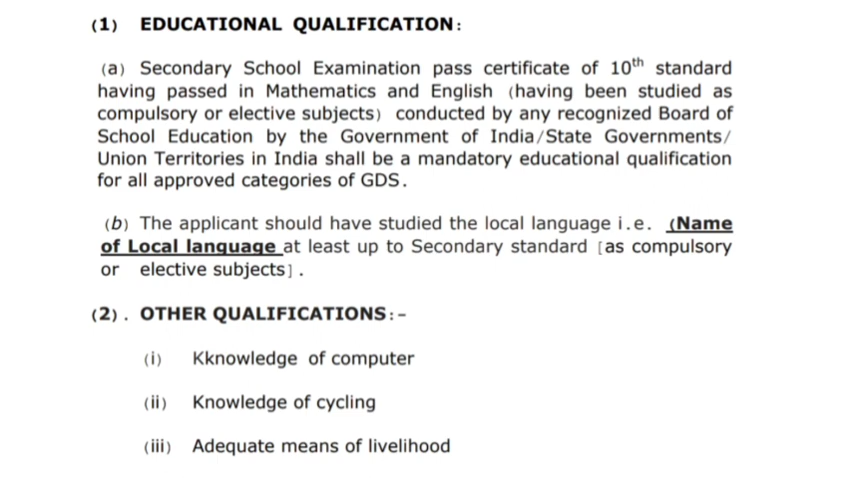 (1) EDUCATIONAL QUALIFICATION:
(a) Secondary School Examination pass certificate of 10th standard
having passed in Mathematics and English (having been studied as
compulsory or elective subjects) conducted by any recognized Board of
School Education by the Government of India/State Governments/
Union Territories in India shall be a mandatory educational qualification
for all approved categories of GDS.
(b) The applicant should have studied the local language i.e. (Name
of Local language at least up to Secondary standard [as compulsory
or elective subjects].
(2). OTHER QUALIFICATIONS:-
(i) Kknowledge of computer
(ii) Knowledge of cycling
(iii) Adequate means of livelihood